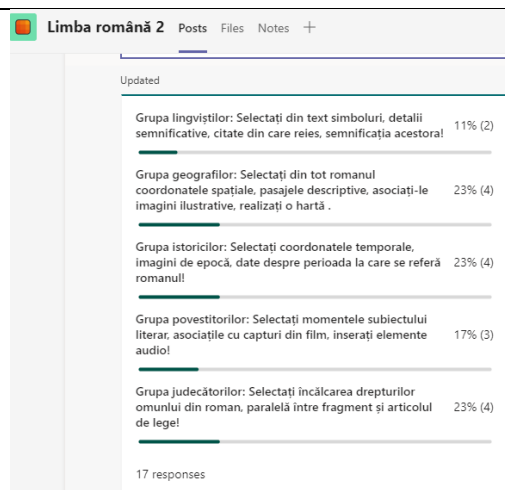 Limba română 2 Posts Files Notes +
Updated
Grupa lingviștilor: Selectați din text simboluri, detalii
semnificative, citate din care reies, semnificația acestora!
11% (2)
Grupa geografilor: Selectați din tot romanul
coordonatele spațiale, pasajele descriptive, asociați-le
imagini ilustrative, realizați o hartă .
23% (4)
Grupa istoricilor: Selectați coordonatele temporale,
imagini de epocă, date despre perioada la care se referă
romanul!
23% (4)
Grupa povestitorilor: Selectați momentele subiectului
literar, asociațile cu capturi din film, inserați elemente
audio!
17% (3)
Grupa judecătorilor: Selectați încălcarea drepturilor
omunlui din roman, paralelă între fragment și articolul
de lege!
23% (4)
17 responses